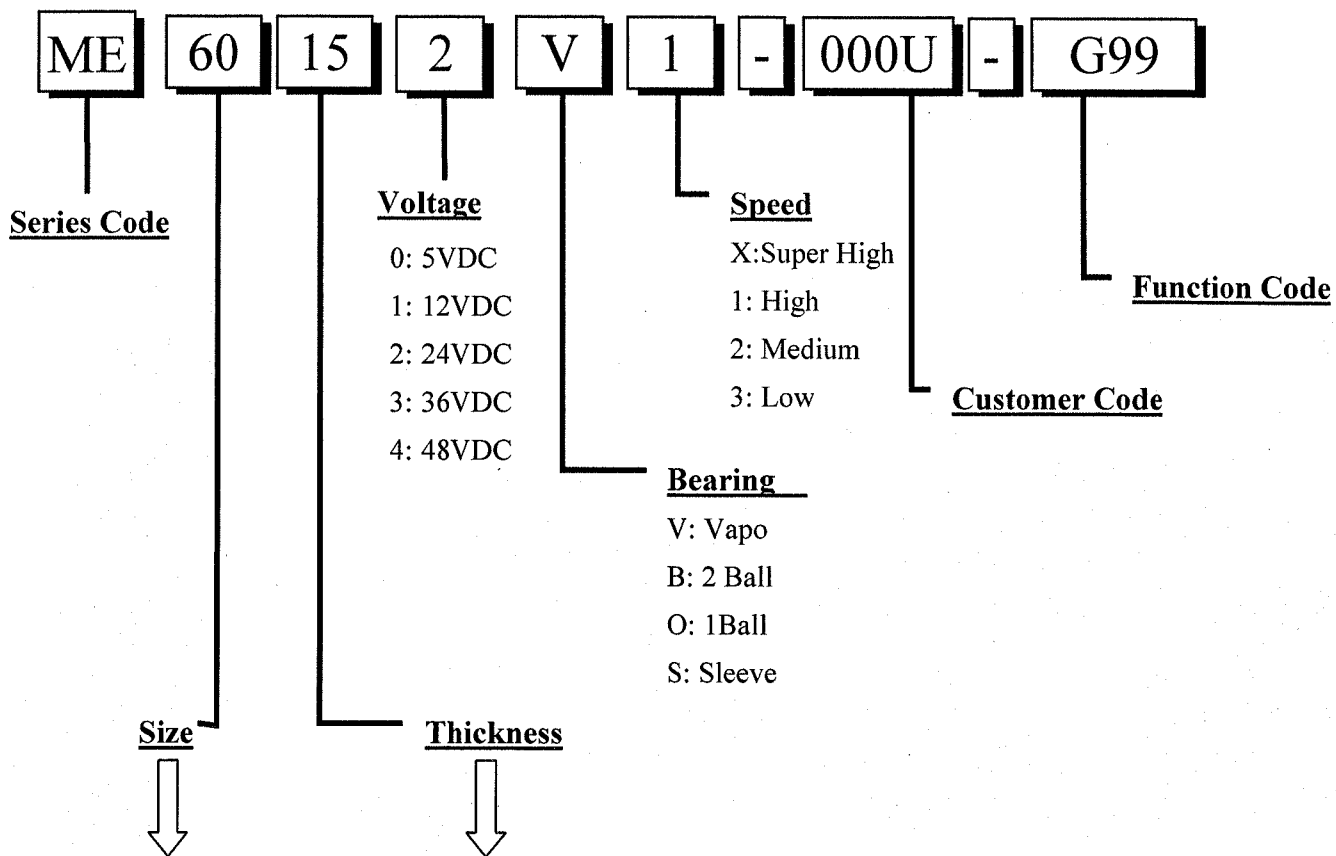 ME 60 15 2 V 1 - 000U - G99
Series Code
Voltage
0: 5VDC
1: 12VDC
2: 24VDC
3: 36VDC
4: 48VDC
Speed
X:Super High
1: High
2: Medium
3: Low
Function Code
Customer Code
Bearing
V: Vapo
B: 2 Ball
O: 1Ball
S: Sleeve
Size
Thickness